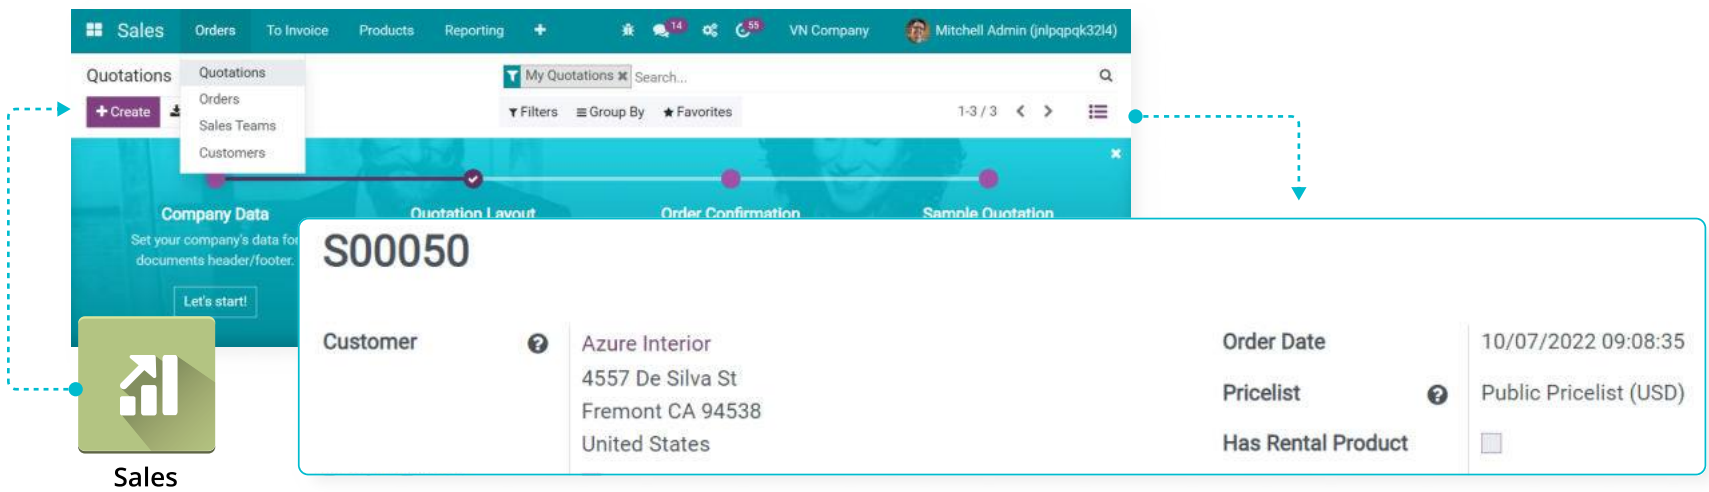 Sales Orders To Invoice Products Reporting + 14 55 VN Company Mitchell Admin (jnlpqpqk32l4)
Quotations
My Quotations × Search...
+ Create
Filters Group By Favorites
1-3 / 3
Quotations
Orders
Sales Teams
Customers
Company Data
Set your company's data for
documents header/footer.
Let's start!
Quotation Layout
Order Confirmation
Sample Quotation
S00050
Customer ?
Azure Interior
4557 De Silva St
Fremont CA 94538
United States
Order Date 10/07/2022 09:08:35
Pricelist ? Public Pricelist (USD)
Has Rental Product
Sales